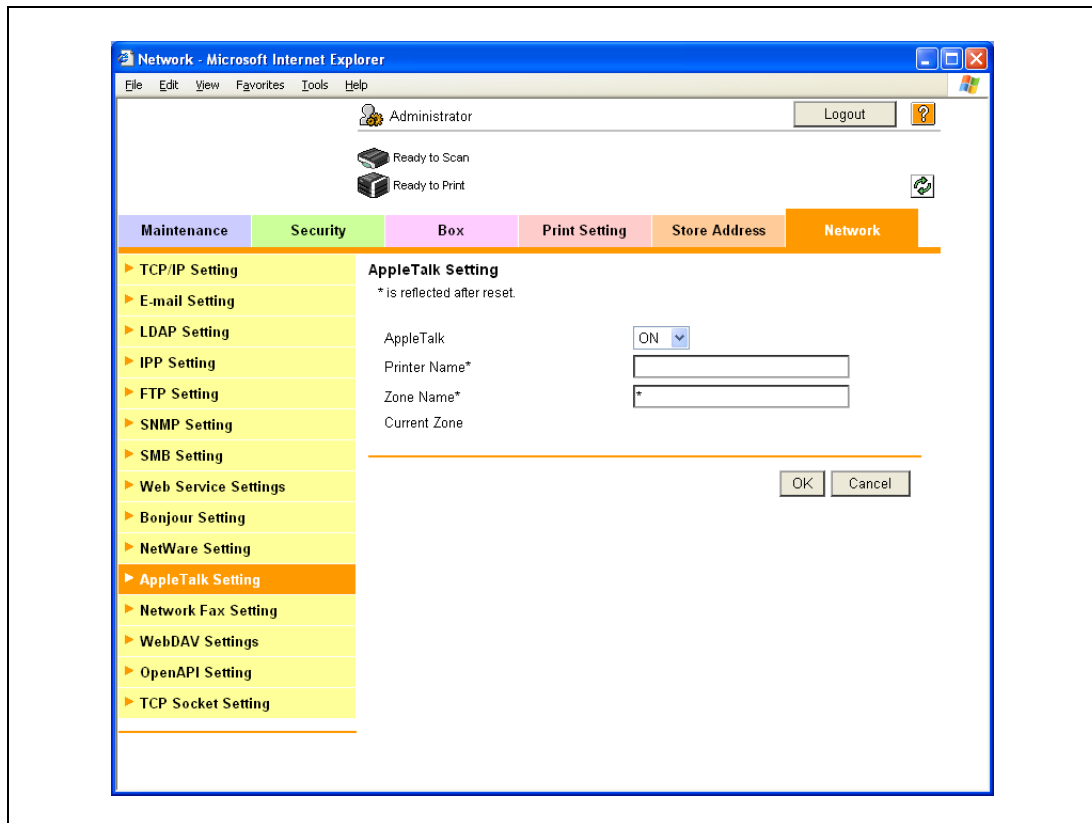 Network - Microsoft Internet Explorer
File Edit View Favorites Tools Help
Administrator Logout ?
Ready to Scan
Ready to Print
Maintenance Security Box Print Setting Store Address Network
TCP/IP Setting
E-mail Setting
LDAP Setting
IPP Setting
FTP Setting
SNMP Setting
SMB Setting
Web Service Settings
Bonjour Setting
NetWare Setting
AppleTalk Setting
Network Fax Setting
WebDAV Settings
OpenAPI Setting
TCP Socket Setting
AppleTalk Setting
* is reflected after reset.
AppleTalk ON
Printer Name*
Zone Name* *
Current Zone
OK Cancel